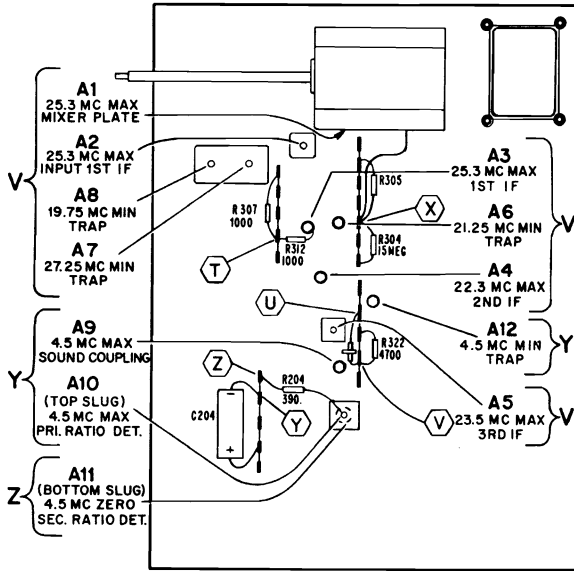 V
A1
25.3 MC MAX
MIXER PLATE
A2
25.3 MC MAX
INPUT 1ST IF
A8
19.75 MC MIN
TRAP
A7
27.25 MC MIN
TRAP
Y
A9
4.5 MC MAX
SOUND COUPLING
A10
(TOP SLUG)
4.5 MC MAX
PRI. RATIO DET.
Z
A11
(BOTTOM SLUG)
4.5 MC ZERO
SEC. RATIO DET.
R305
X
R307
1000
R312
1000
R304
15MEG
T
U
R322
4700
Z
R204
390.
C204
+
−
Y
V
A3
25.3 MC MAX
1ST IF
A6
21.25 MC MIN
TRAP
A4
22.3 MC MAX
2ND IF
V
A12
4.5 MC MIN
TRAP
Y
A5
23.5 MC MAX
3RD IF
V